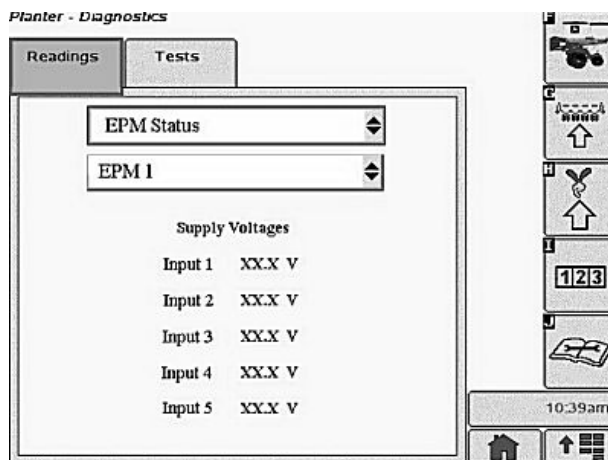 Planter - Diagnostics
Readings
Tests
EPM Status
EPM 1
Supply Voltages
Input 1 XX.X V
Input 2 XX.X V
Input 3 XX.X V
Input 4 XX.X V
Input 5 XX.X V
F
G
H
I
123
J
10:39am